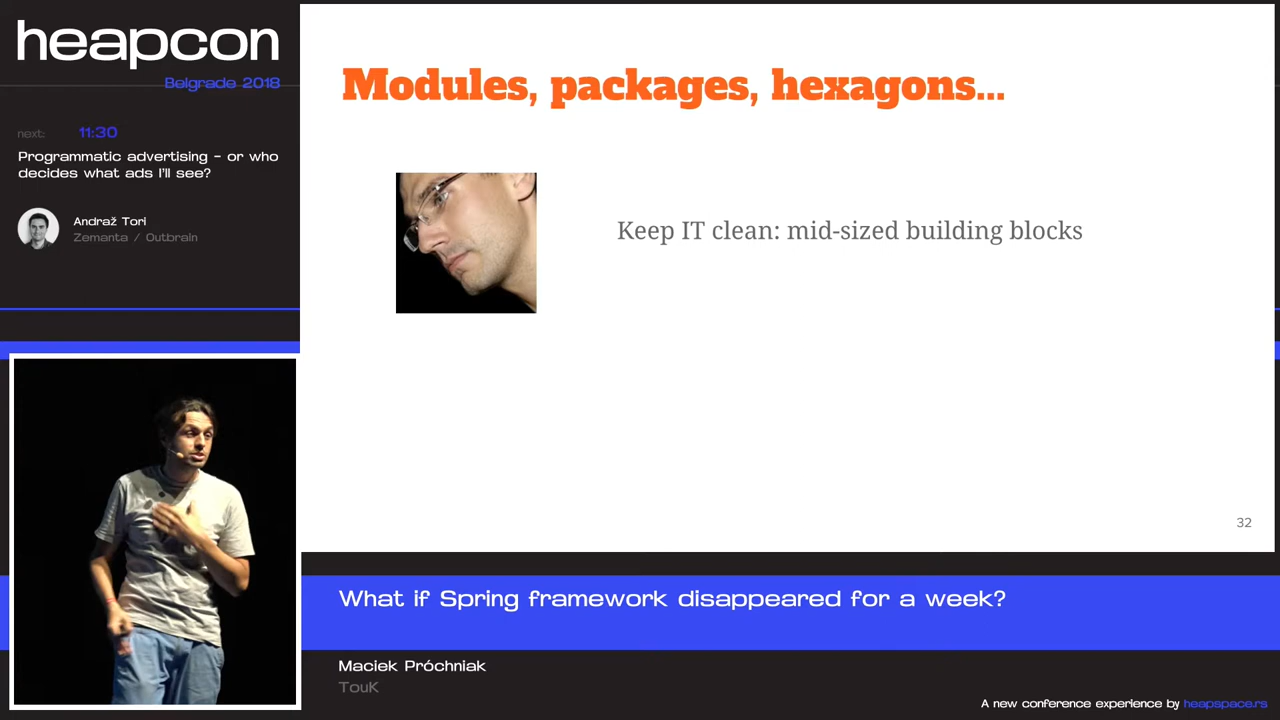 heapcon
Belgrade 2018
next: 11:30
Programmatic advertising - or who
decides what ads I'll see?
Andraž Tori
Zemanta / Outbrain
Modules, packages, hexagons...
Keep IT clean: mid-sized building blocks
32
What if Spring framework disappeared for a week?
Maciek Próchniak
TouK
A new conference experience by heapspace.rs